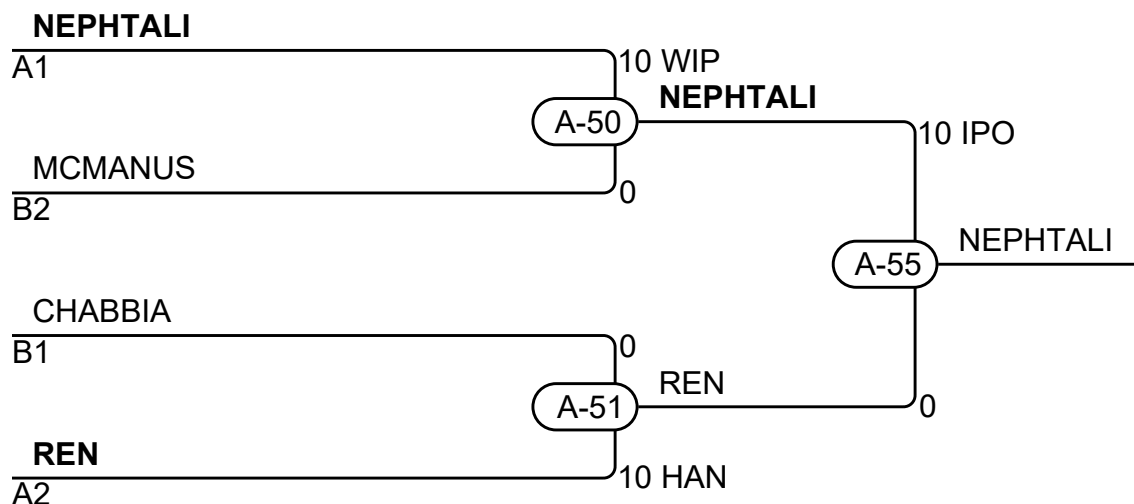 NEPHTALI
A1
10 WIP
NEPHTALI
A-50
10 IPO
MCMANUS
B2
0
NEPHTALI
A-55
CHABBIA
B1
0
REN
A-51
0
REN
A2
10 HAN